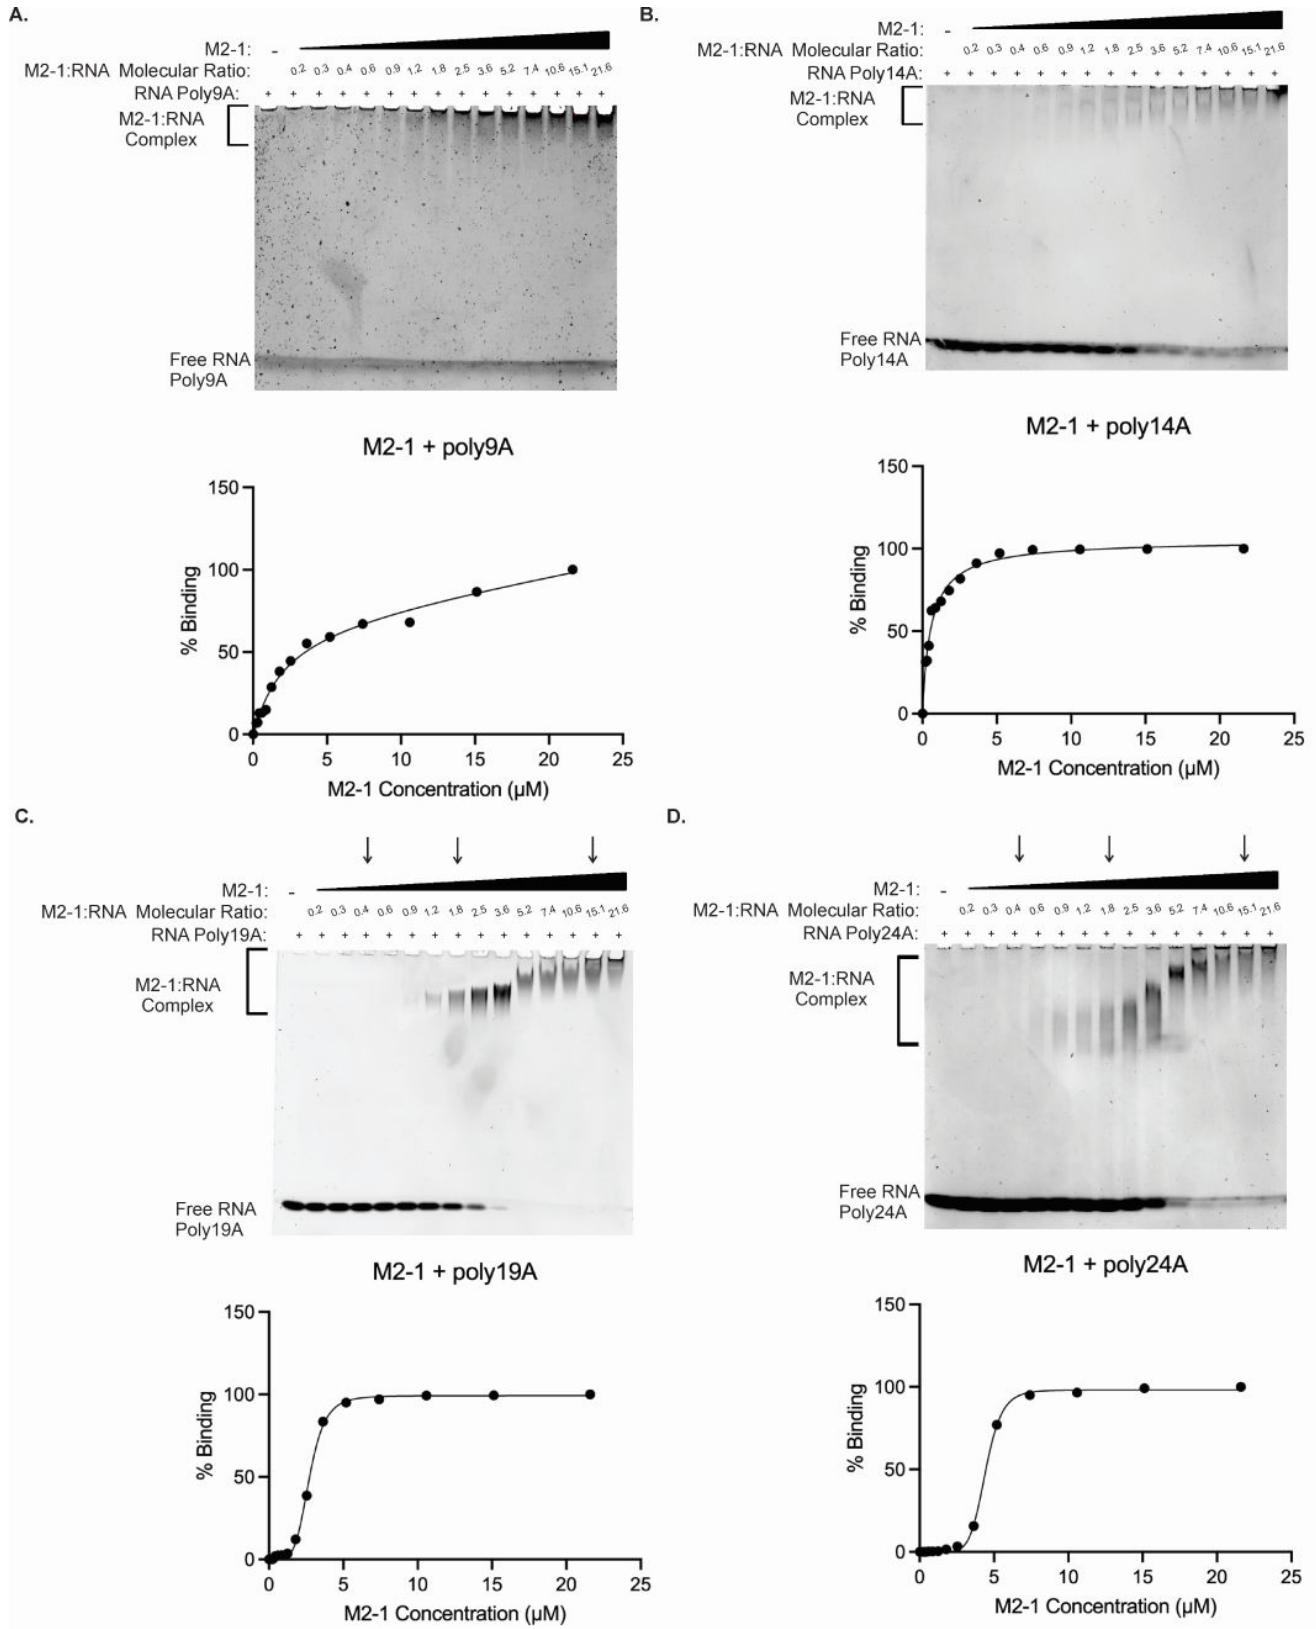 A.
M2-1: -
M2-1:RNA Molecular Ratio: 0.2 0.3 0.4 0.6 0.9 1.2 1.8 2.5 3.6 5.2 7.4 10.6 15.1 21.6
RNA Poly9A: + + + + + + + + + + + + + + +
M2-1:RNA
Complex
Free RNA
Poly9A
M2-1 + poly9A
150
100
50
0
% Binding
0 5 10 15 20 25
M2-1 Concentration (µM)
B.
M2-1: -
M2-1:RNA Molecular Ratio: 0.2 0.3 0.4 0.6 0.9 1.2 1.8 2.5 3.6 5.2 7.4 10.6 15.1 21.6
RNA Poly14A: + + + + + + + + + + + + + + +
M2-1:RNA
Complex
Free RNA
Poly14A
M2-1 + poly14A
150
100
50
0
% Binding
0 5 10 15 20 25
M2-1 Concentration (µM)
C.
M2-1: -
M2-1:RNA Molecular Ratio: 0.2 0.3 0.4 0.6 0.9 1.2 1.8 2.5 3.6 5.2 7.4 10.6 15.1 21.6
RNA Poly19A: + + + + + + + + + + + + + + +
M2-1:RNA
Complex
Free RNA
Poly19A
M2-1 + poly19A
150
100
50
0
% Binding
0 5 10 15 20 25
M2-1 Concentration (µM)
D.
M2-1: -
M2-1:RNA Molecular Ratio: 0.2 0.3 0.4 0.6 0.9 1.2 1.8 2.5 3.6 5.2 7.4 10.6 15.1 21.6
RNA Poly24A: + + + + + + + + + + + + + + +
M2-1:RNA
Complex
Free RNA
Poly24A
M2-1 + poly24A
150
100
50
0
% Binding
0 5 10 15 20 25
M2-1 Concentration (µM)